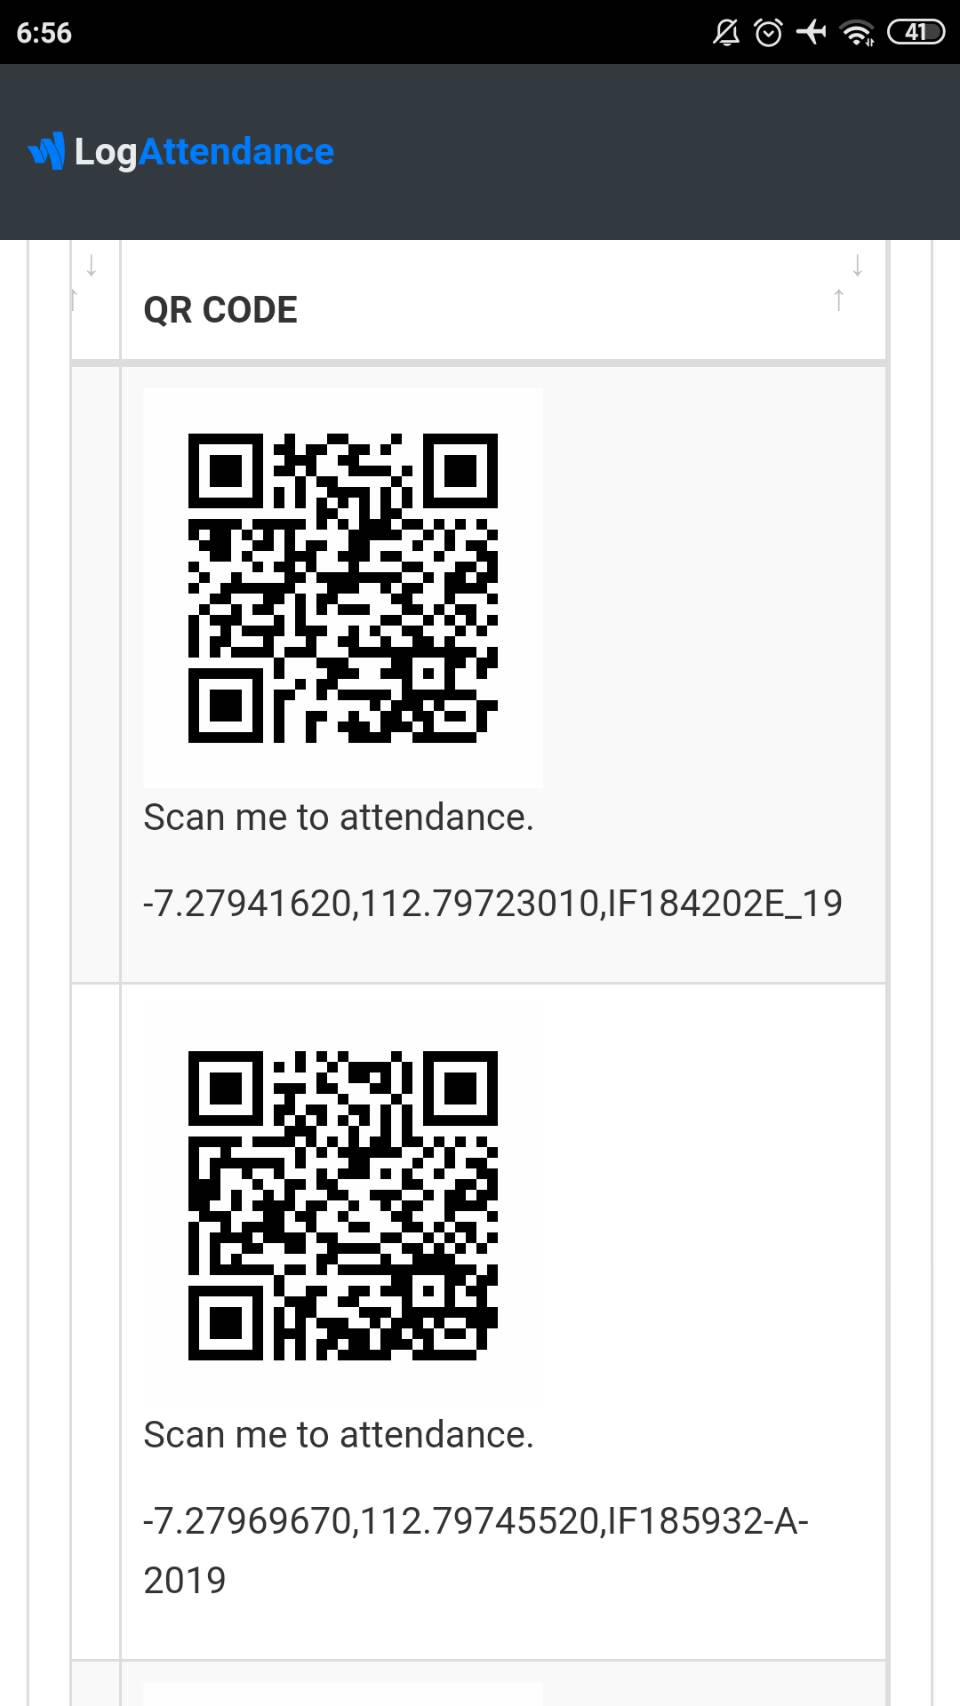 6:56
41
LogAttendance
QR CODE
Scan me to attendance.
-7.27941620,112.79723010,IF184202E_19
Scan me to attendance.
-7.27969670,112.79745520,IF185932-A-
2019